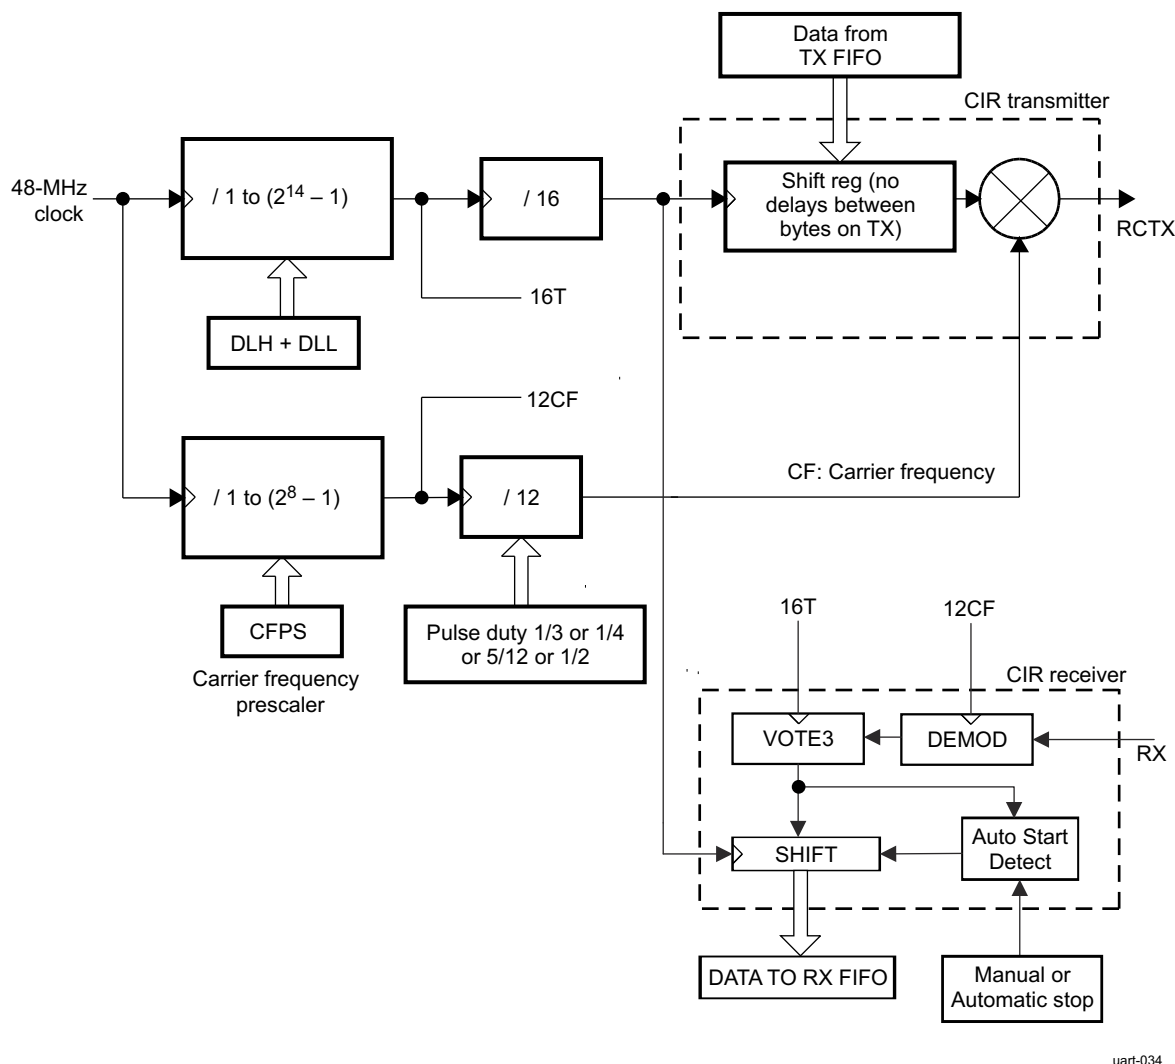 Data from
TX FIFO
CIR transmitter
48-MHz
clock
/ 1 to (2¹⁴ – 1)
/ 16
Shift reg (no
delays between
bytes on TX)
RCTX
16T
DLH + DLL
12CF
/ 1 to (2⁸ – 1)
/ 12
CF: Carrier frequency
CFPS
Carrier frequency
prescaler
Pulse duty 1/3 or 1/4
or 5/12 or 1/2
16T
12CF
CIR receiver
VOTE3
DEMOD
RX
SHIFT
Auto Start
Detect
DATA TO RX FIFO
Manual or
Automatic stop
uart-034